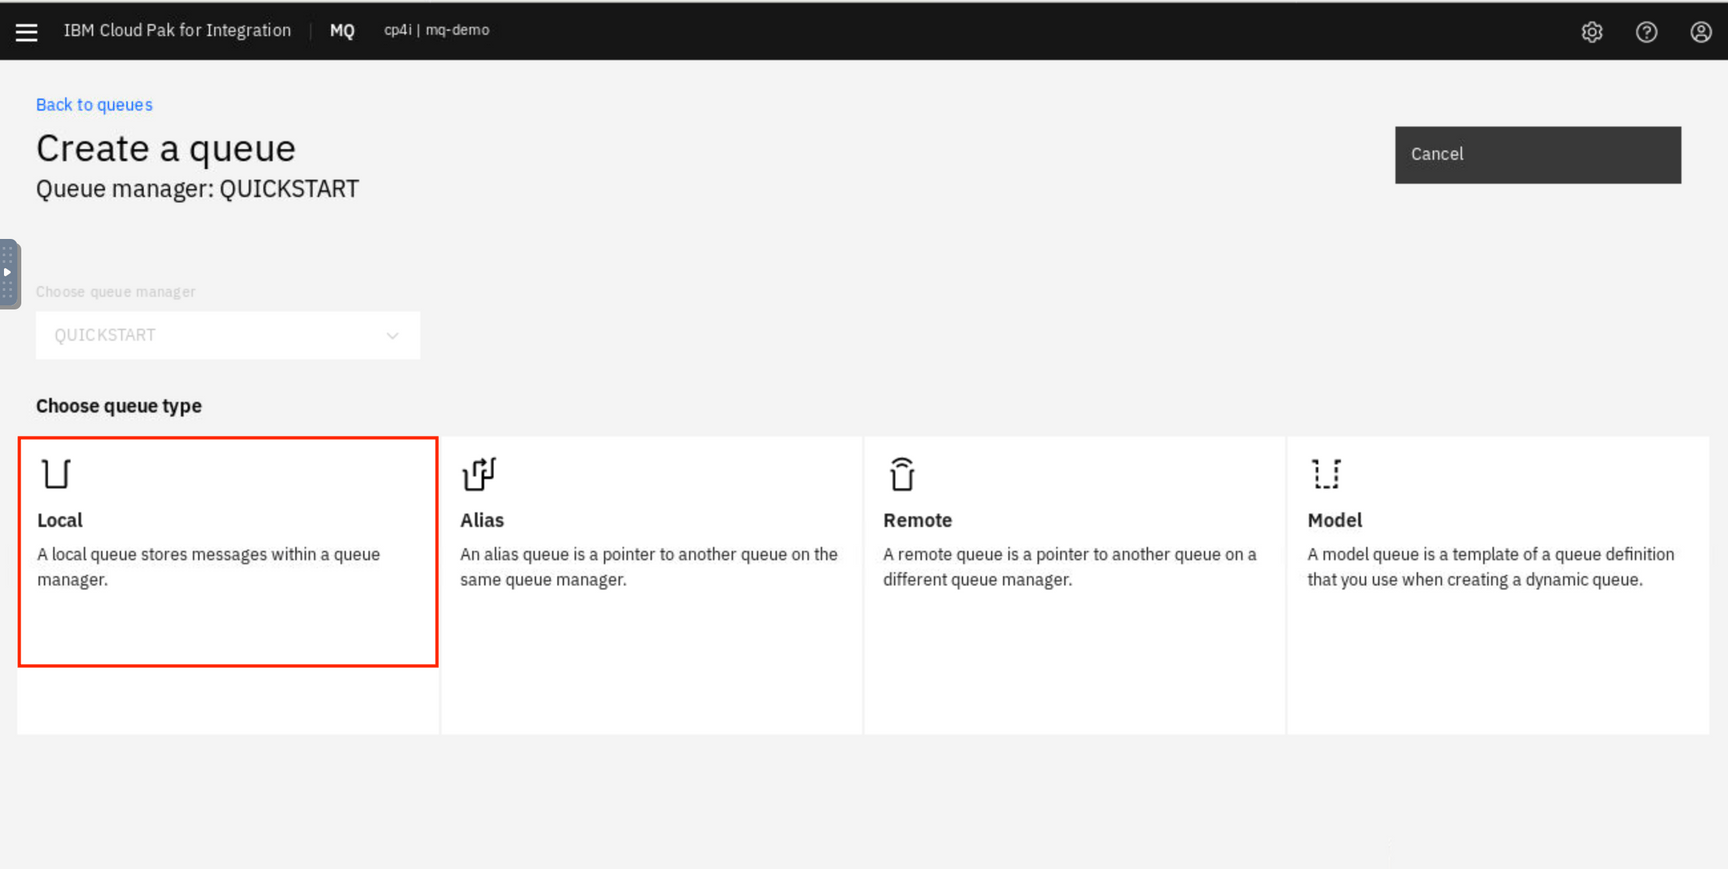 IBM Cloud Pak for Integration MQ cp4i | mq-demo
Back to queues
Create a queue
Cancel
Queue manager: QUICKSTART
Choose queue manager
QUICKSTART
Choose queue type
Local
A local queue stores messages within a queue
manager.
Alias
An alias queue is a pointer to another queue on the
same queue manager.
Remote
A remote queue is a pointer to another queue on a
different queue manager.
Model
A model queue is a template of a queue definition
that you use when creating a dynamic queue.